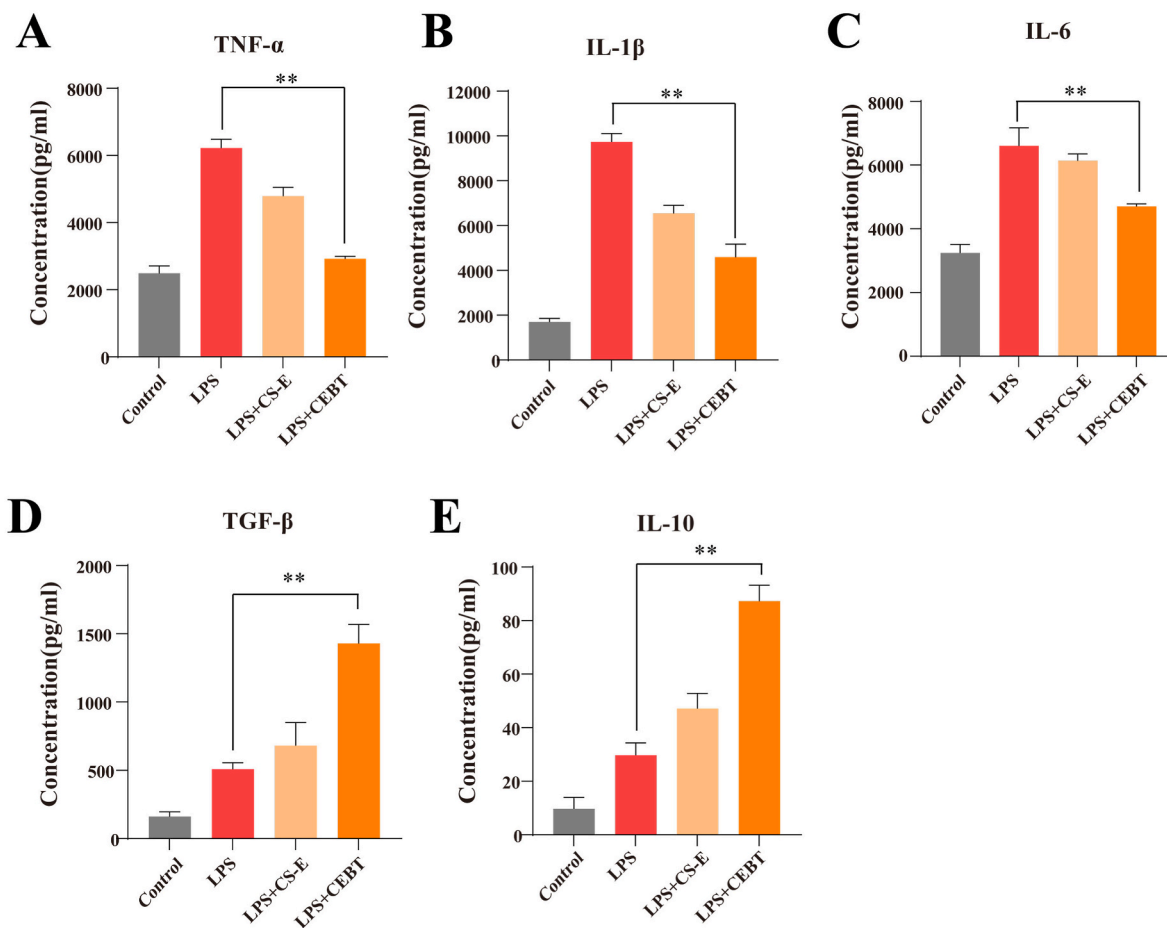 A
TNF-α
**
Concentration(pg/ml)
8000
6000
4000
2000
0
Control
LPS
LPS+CS-E
LPS+CEBT
B
IL-1β
**
Concentration(pg/ml)
12000
10000
8000
6000
4000
2000
0
Control
LPS
LPS+CS-E
LPS+CEBT
C
IL-6
**
Concentration(pg/ml)
8000
6000
4000
2000
0
Control
LPS
LPS+CS-E
LPS+CEBT
D
TGF-β
**
Concentration(pg/ml)
2000
1500
1000
500
0
Control
LPS
LPS+CS-E
LPS+CEBT
E
IL-10
**
Concentration(pg/ml)
100
80
60
40
20
0
Control
LPS
LPS+CS-E
LPS+CEBT